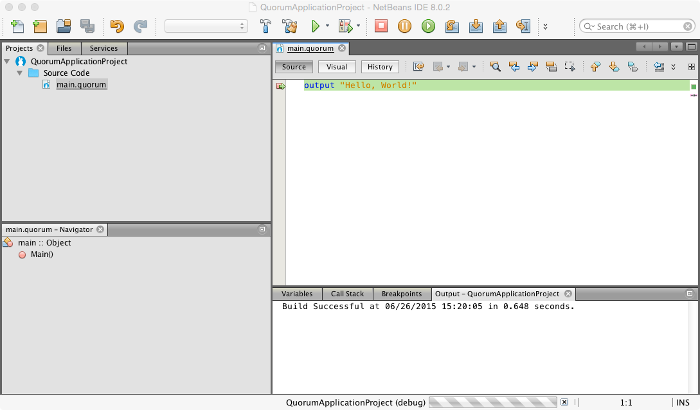 QuorumApplicationProject - NetBeans IDE 8.0.2
Search (⌘+I)
Projects
Files
Services
QuorumApplicationProject
Source Code
main.quorum
main.quorum
Source
Visual
History
output "Hello, World!"
main.quorum - Navigator
main :: Object
Main()
Variables
Call Stack
Breakpoints
Output - QuorumApplicationProject
Build Successful at 06/26/2015 15:20:05 in 0.648 seconds.
QuorumApplicationProject (debug)
1:1
INS